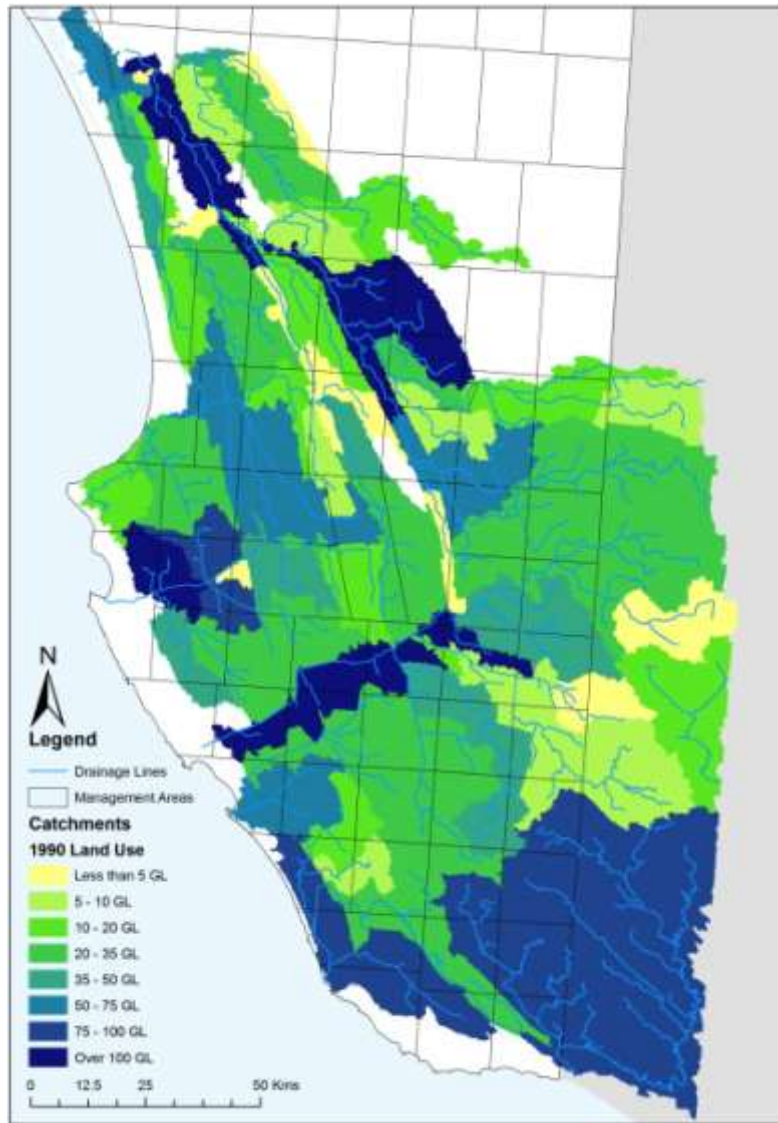 N
Legend
Drainage Lines
Management Areas
Catchments
1990 Land Use
Less than 5 GL
5 - 10 GL
10 - 20 GL
20 - 35 GL
35 - 50 GL
50 - 75 GL
75 - 100 GL
Over 100 GL
0 12.5 25 50 Kms